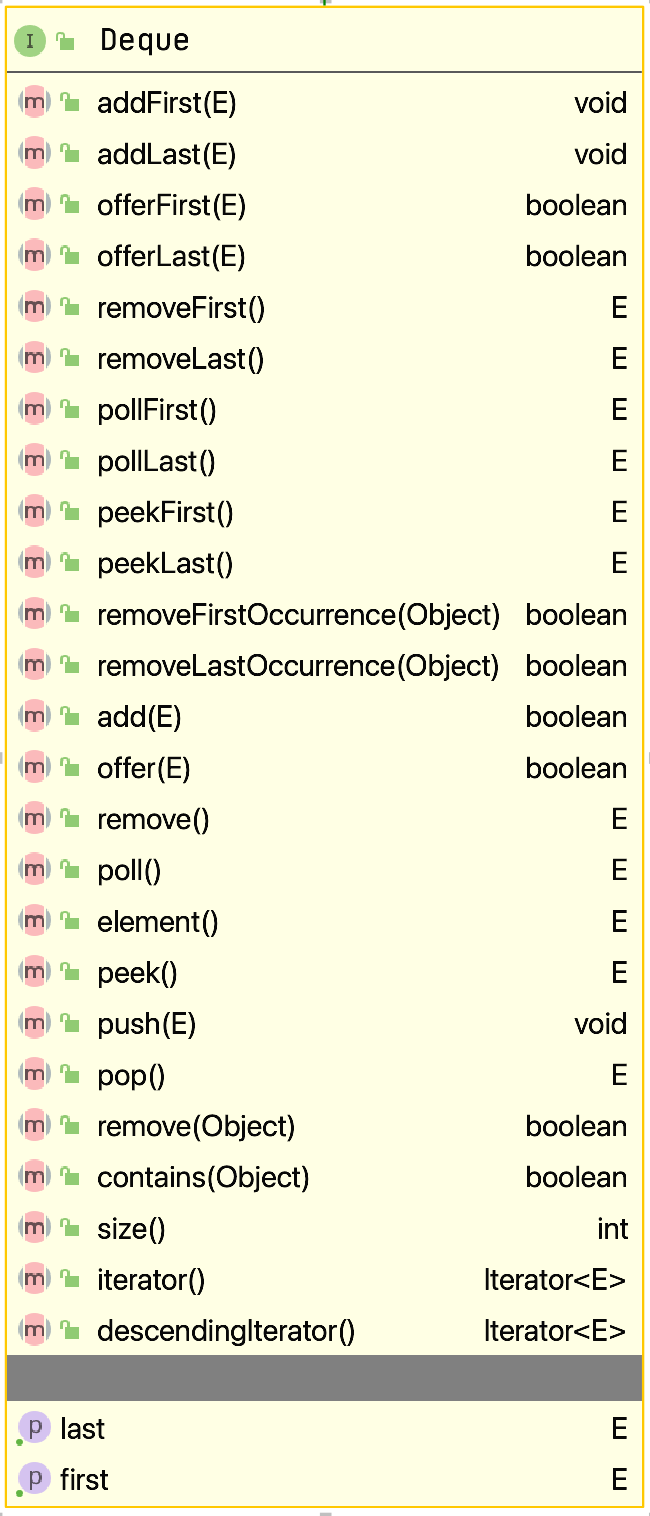 I Deque
m addFirst(E) void
m addLast(E) void
m offerFirst(E) boolean
m offerLast(E) boolean
m removeFirst() E
m removeLast() E
m pollFirst() E
m pollLast() E
m peekFirst() E
m peekLast() E
m removeFirstOccurrence(Object) boolean
m removeLastOccurrence(Object) boolean
m add(E) boolean
m offer(E) boolean
m remove() E
m poll() E
m element() E
m peek() E
m push(E) void
m pop() E
m remove(Object) boolean
m contains(Object) boolean
m size() int
m iterator() Iterator<E>
m descendingIterator() Iterator<E>
p last E
p first E